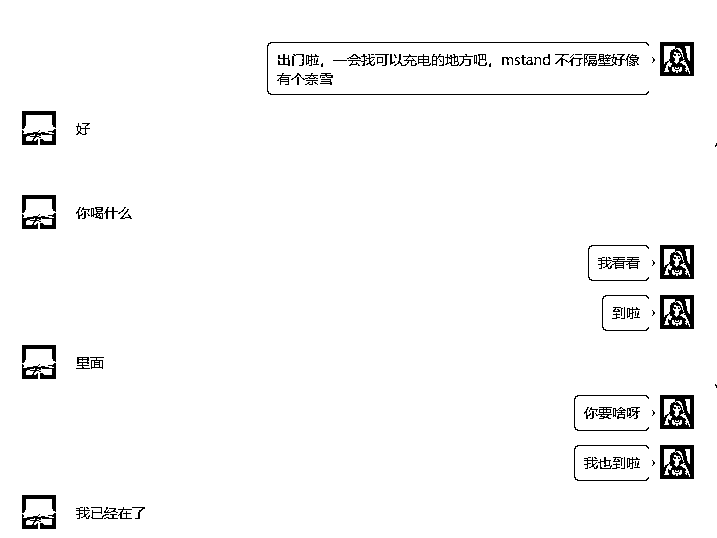 出门啦，一会找可以充电的地方吧，mstand 不行隔壁好像
有个奈雪
好
你喝什么
我看看
到啦
里面
你要啥呀
我也到啦
我已经在了